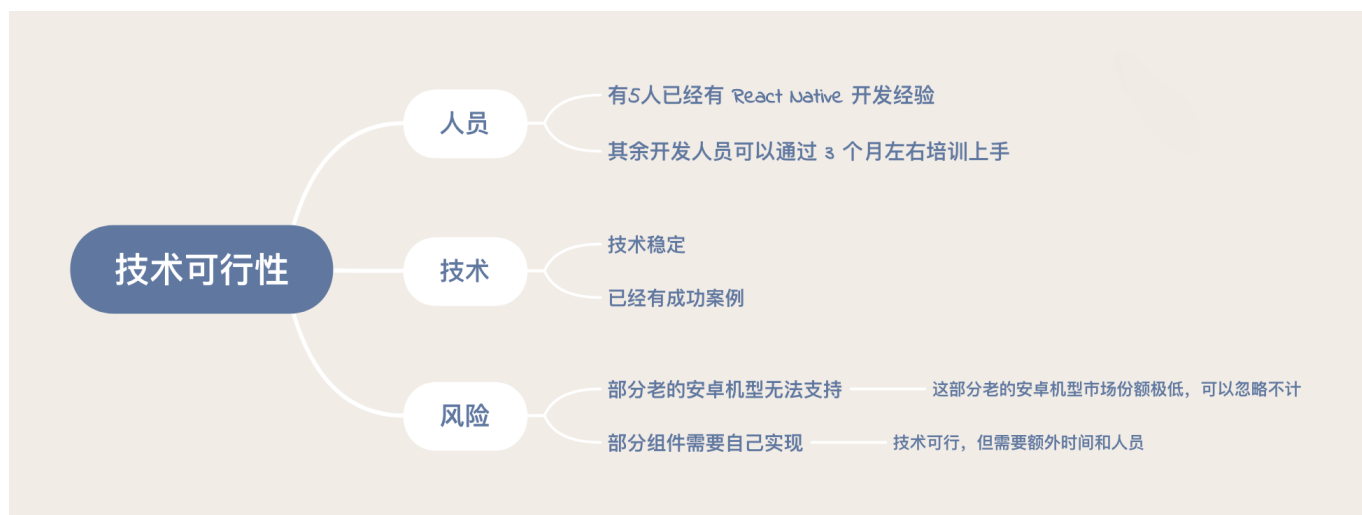 技术可行性
人员
有5人已经有 React Native 开发经验
其余开发人员可以通过 3 个月左右培训上手
技术
技术稳定
已经有成功案例
风险
部分老的安卓机型无法支持
这部分老的安卓机型市场份额极低，可以忽略不计
部分组件需要自己实现
技术可行，但需要额外时间和人员